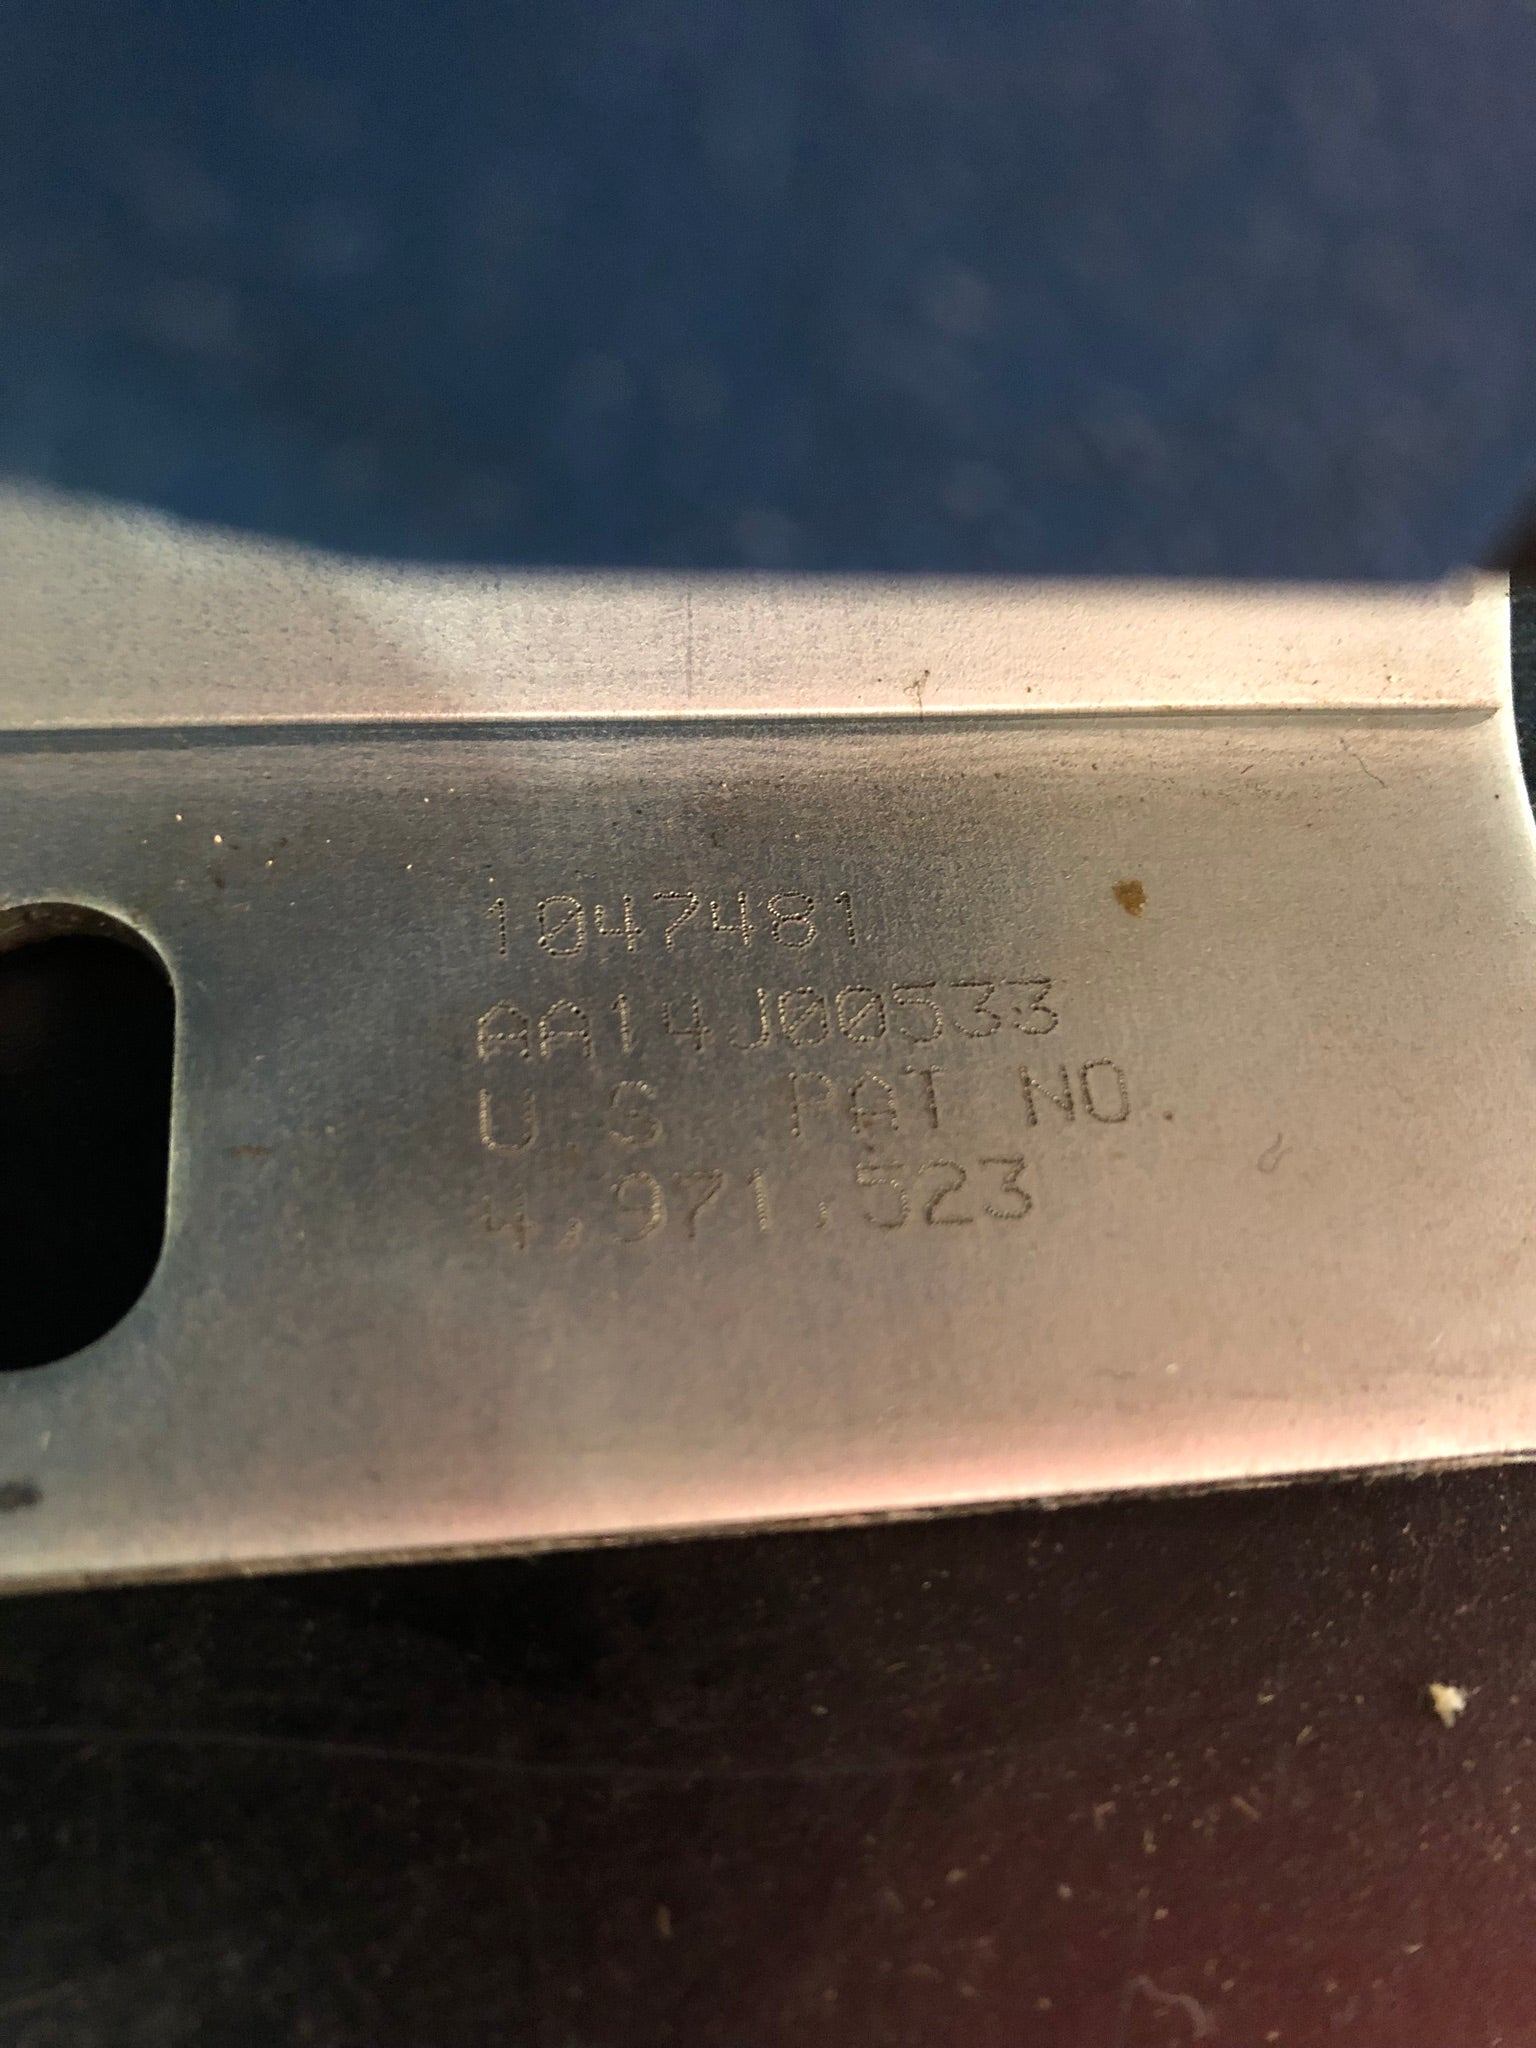 1047481
AA14J00533
U.S PAT NO.
4,971,523